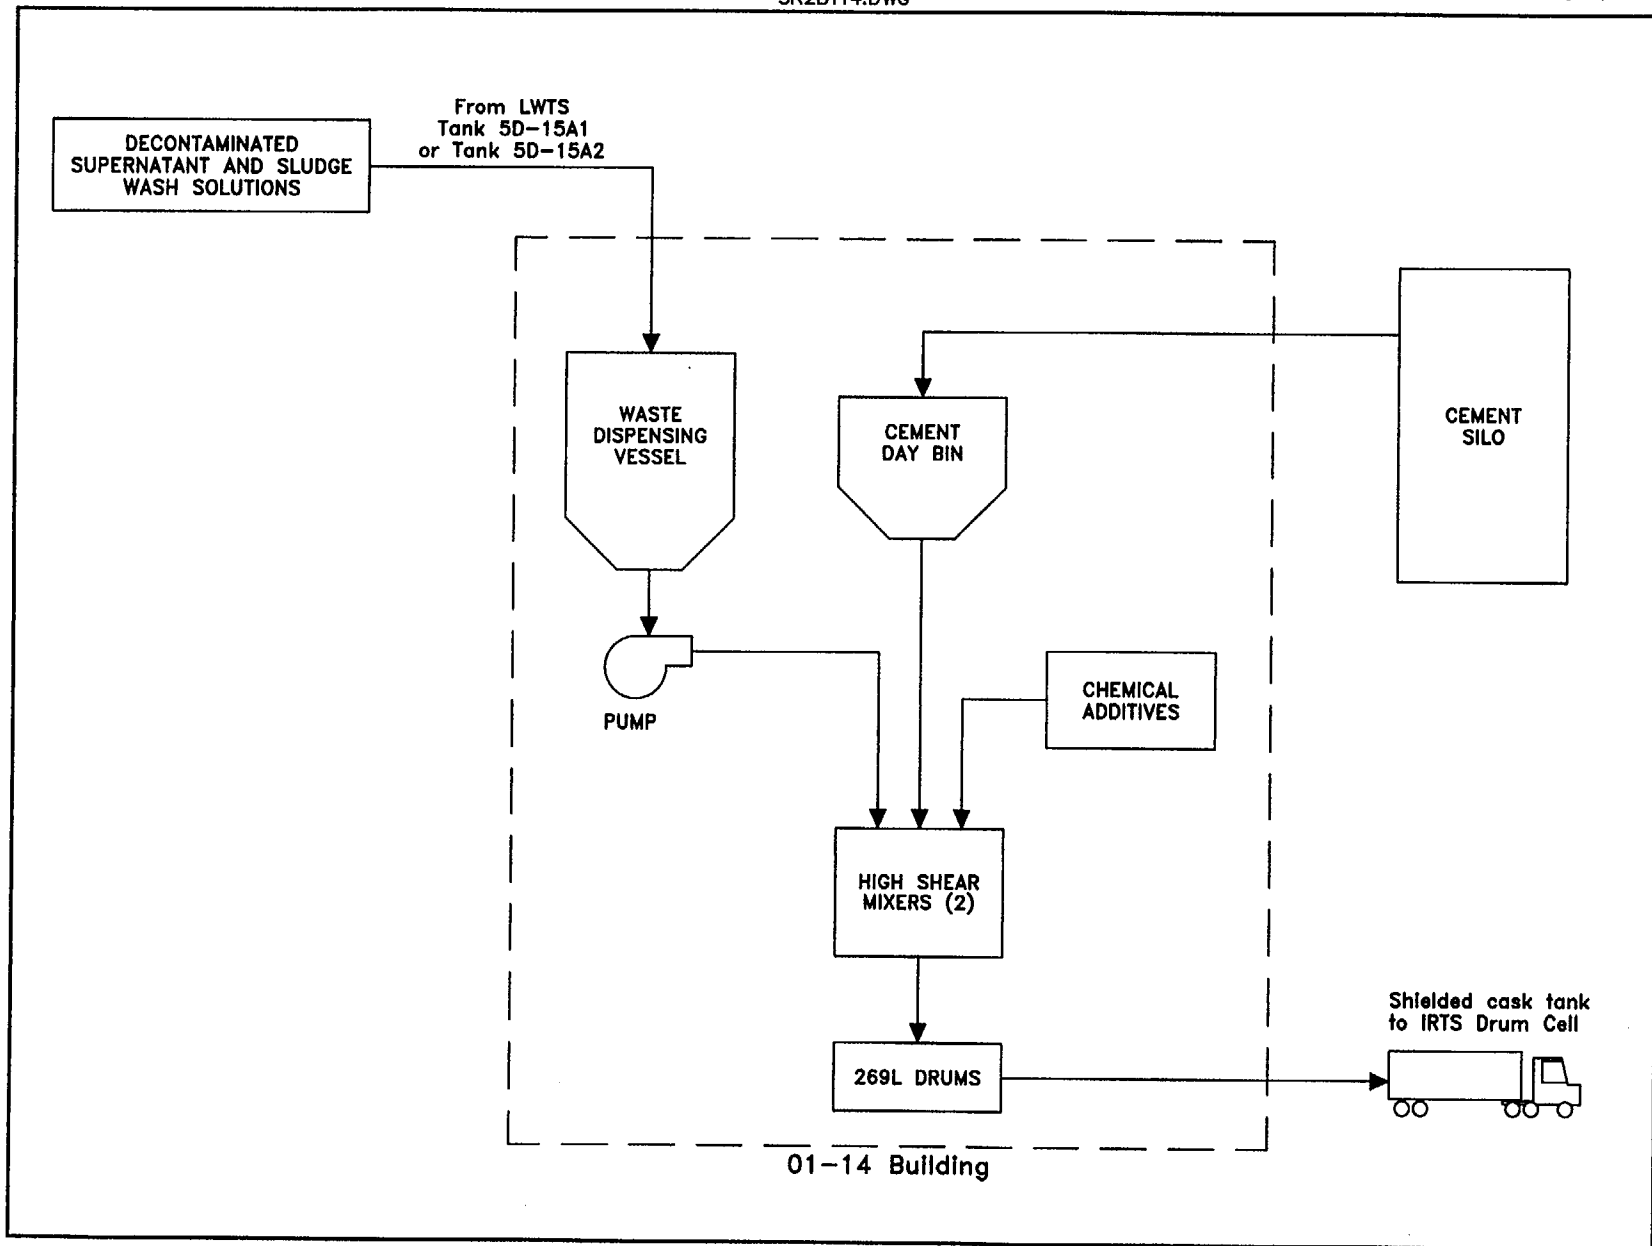 From LWTS
Tank 5D-15A1
or Tank 5D-15A2
DECONTAMINATED
SUPERNATANT AND SLUDGE
WASH SOLUTIONS
WASTE
DISPENSING
VESSEL
CEMENT
DAY BIN
CEMENT
SILO
PUMP
CHEMICAL
ADDITIVES
HIGH SHEAR
MIXERS (2)
Shielded cask tank
to IRTS Drum Cell
269L DRUMS
01-14 Building